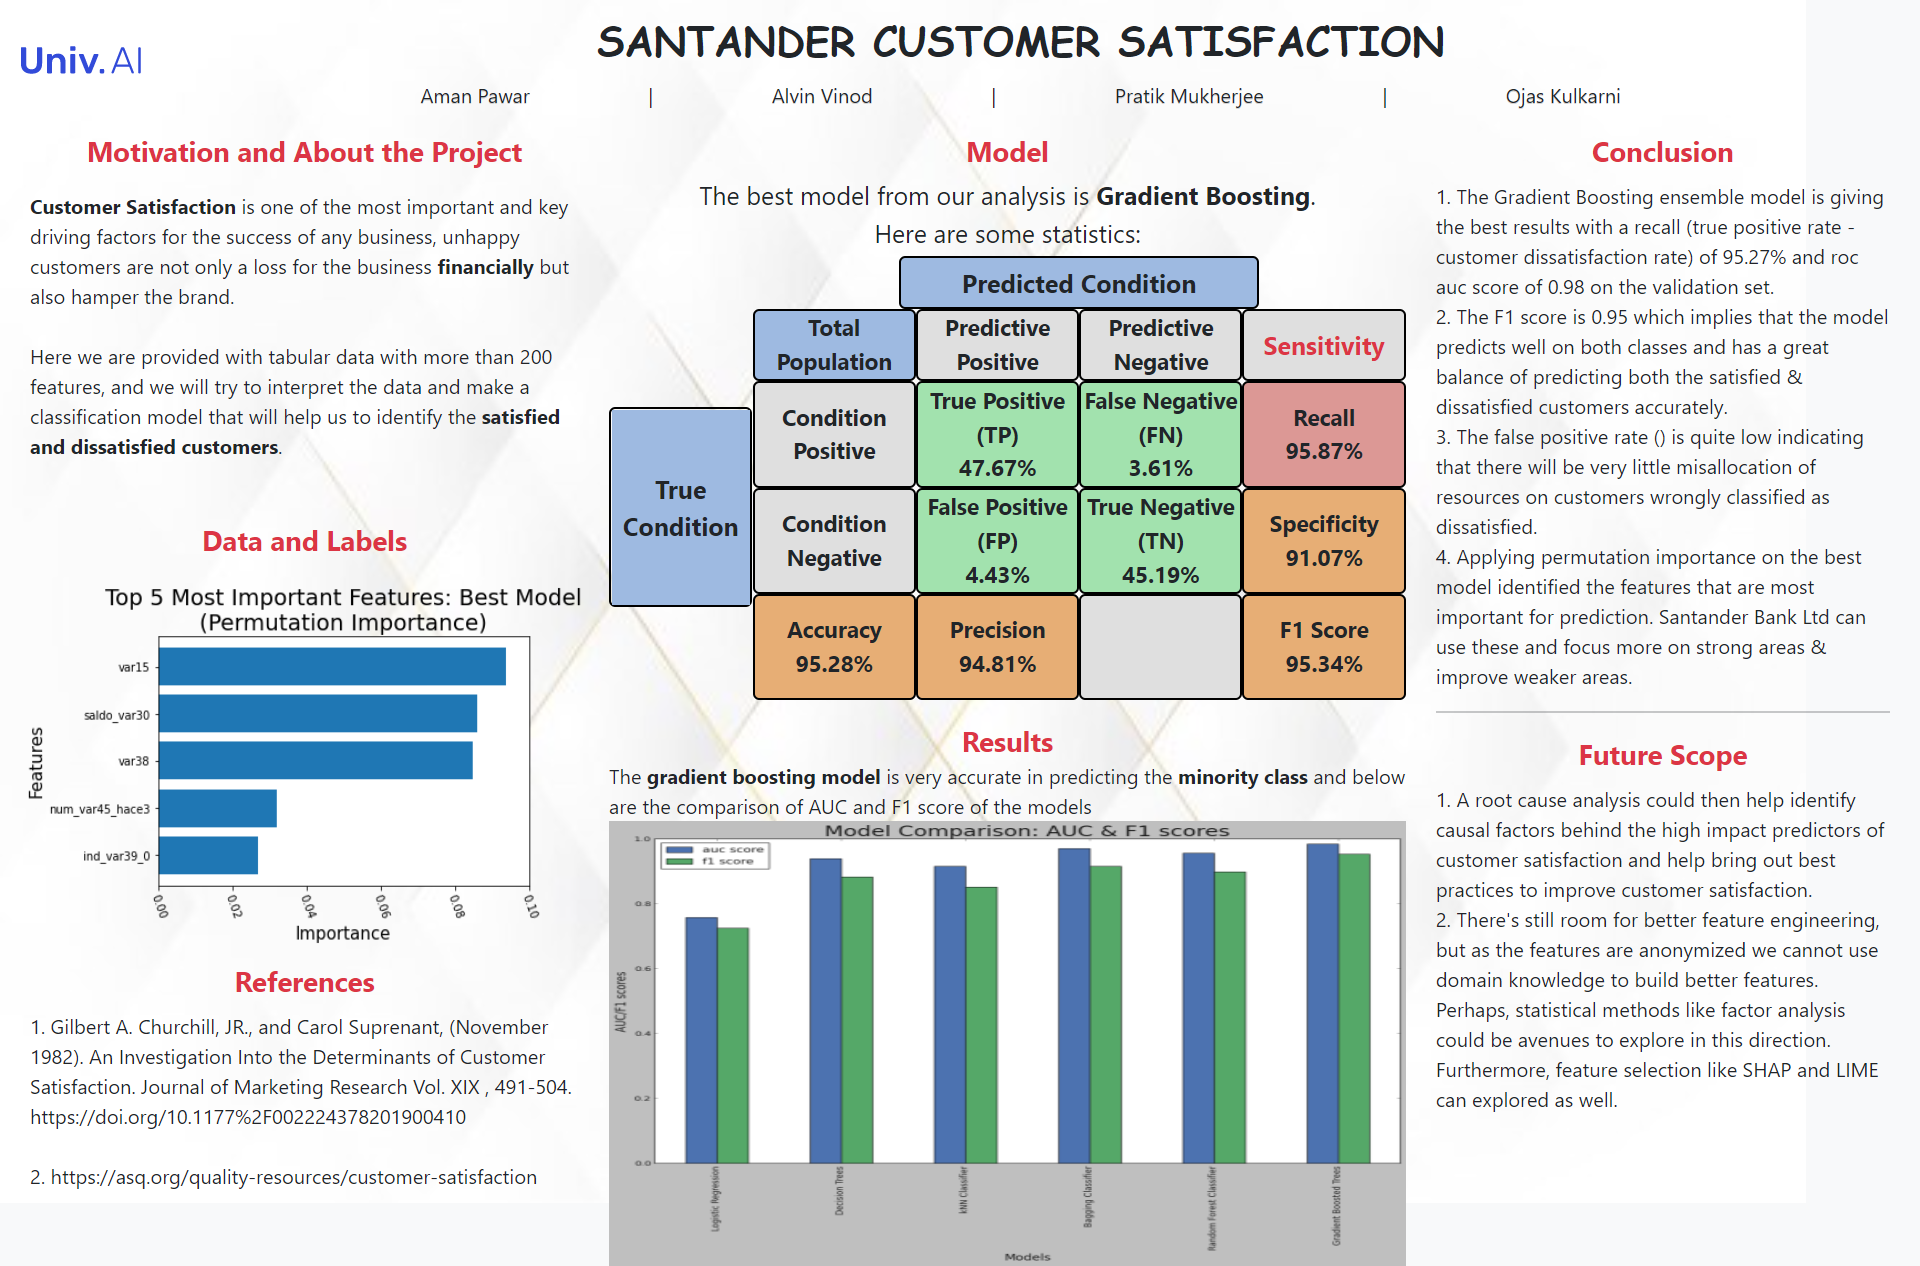 Univ.AI
SANTANDER CUSTOMER SATISFACTION
Aman Pawar | Alvin Vinod | Pratik Mukherjee | Ojas Kulkarni
Motivation and About the Project
Customer Satisfaction is one of the most important and key
driving factors for the success of any business, unhappy
customers are not only a loss for the business financially but
also hamper the brand.
Here we are provided with tabular data with more than 200
features, and we will try to interpret the data and make a
classification model that will help us to identify the satisfied
and dissatisfied customers.
Data and Labels
Top 5 Most Important Features: Best Model
(Permutation Importance)
Features
var15
saldo_var30
var38
num_var45_hace3
ind_var39_0
0.00 0.02 0.04 0.06 0.08 0.10
Importance
References
1. Gilbert A. Churchill, JR., and Carol Suprenant, (November
1982). An Investigation Into the Determinants of Customer
Satisfaction. Journal of Marketing Research Vol. XIX , 491-504.
https://doi.org/10.1177%2F002224378201900410
2. https://asq.org/quality-resources/customer-satisfaction
Model
The best model from our analysis is Gradient Boosting.
Here are some statistics:
Predicted Condition
Total
Population
Predictive
Positive
Predictive
Negative
Sensitivity
True
Condition
Condition
Positive
True Positive
(TP)
47.67%
False Negative
(FN)
3.61%
Recall
95.87%
Condition
Negative
False Positive
(FP)
4.43%
True Negative
(TN)
45.19%
Specificity
91.07%
Accuracy
95.28%
Precision
94.81%
F1 Score
95.34%
Results
The gradient boosting model is very accurate in predicting the minority class and below
are the comparison of AUC and F1 score of the models
Model Comparison: AUC & F1 scores
auc score
f1 score
AUC/F1 scores
1.0
0.8
0.6
0.4
0.2
0.0
Logistic Regression
Decision Trees
kNN Classifier
Bagging Classifier
Random Forest Classifier
Gradient Boosted Trees
Models
Conclusion
1. The Gradient Boosting ensemble model is giving
the best results with a recall (true positive rate -
customer dissatisfaction rate) of 95.27% and roc
auc score of 0.98 on the validation set.
2. The F1 score is 0.95 which implies that the model
predicts well on both classes and has a great
balance of predicting both the satisfied &
dissatisfied customers accurately.
3. The false positive rate () is quite low indicating
that there will be very little misallocation of
resources on customers wrongly classified as
dissatisfied.
4. Applying permutation importance on the best
model identified the features that are most
important for prediction. Santander Bank Ltd can
use these and focus more on strong areas &
improve weaker areas.
Future Scope
1. A root cause analysis could then help identify
causal factors behind the high impact predictors of
customer satisfaction and help bring out best
practices to improve customer satisfaction.
2. There's still room for better feature engineering,
but as the features are anonymized we cannot use
domain knowledge to build better features.
Perhaps, statistical methods like factor analysis
could be avenues to explore in this direction.
Furthermore, feature selection like SHAP and LIME
can explored as well.